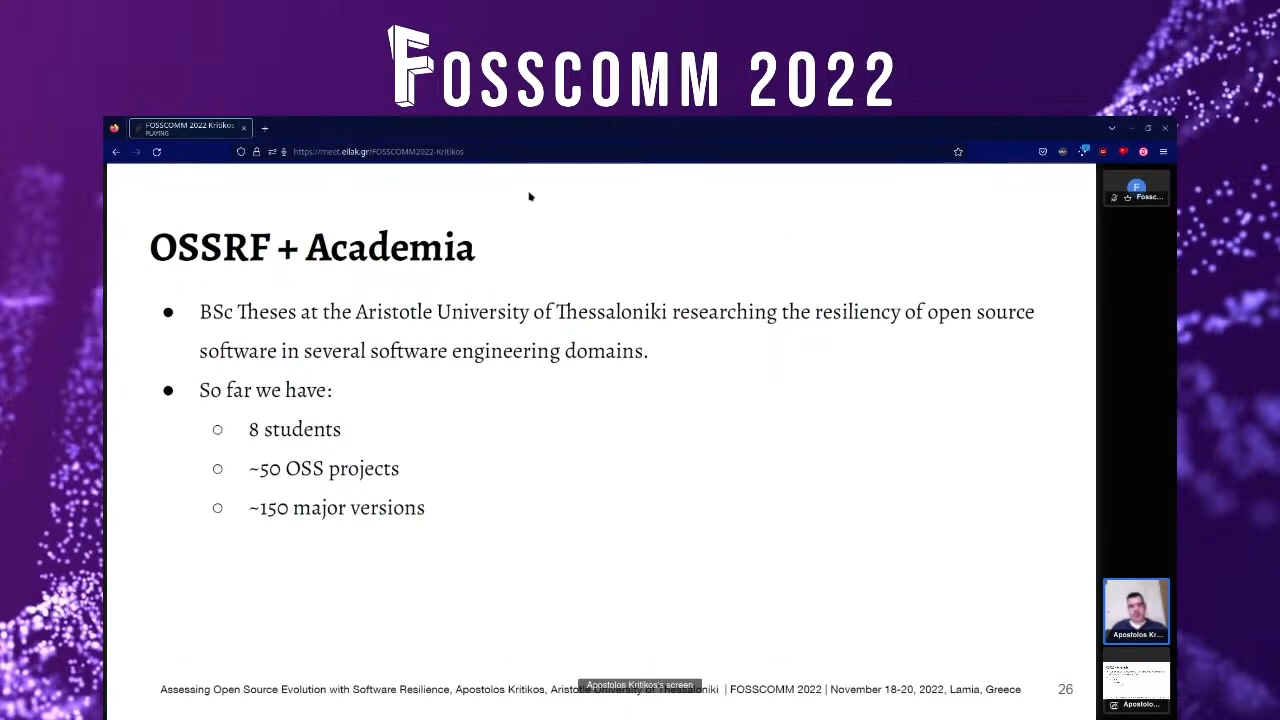 FOSSCOMM 2022
FOSSCOMM 2022 Kritikos
PLAYING
https://meet.ellak.gr/FOSSCOMM2022-Kritikos
F
Fossc...
OSSRF + Academia
● BSc Theses at the Aristotle University of Thessaloniki researching the resiliency of open source
software in several software engineering domains.
● So far we have:
○ 8 students
○ ~50 OSS projects
○ ~150 major versions
Apostolos Kr...
Apostolo...
Apostolos Kritikos's screen
Assessing Open Source Evolution with Software Resilience, Apostolos Kritikos, Aristotle University of Thessaloniki | FOSSCOMM 2022 | November 18-20, 2022, Lamia, Greece
26